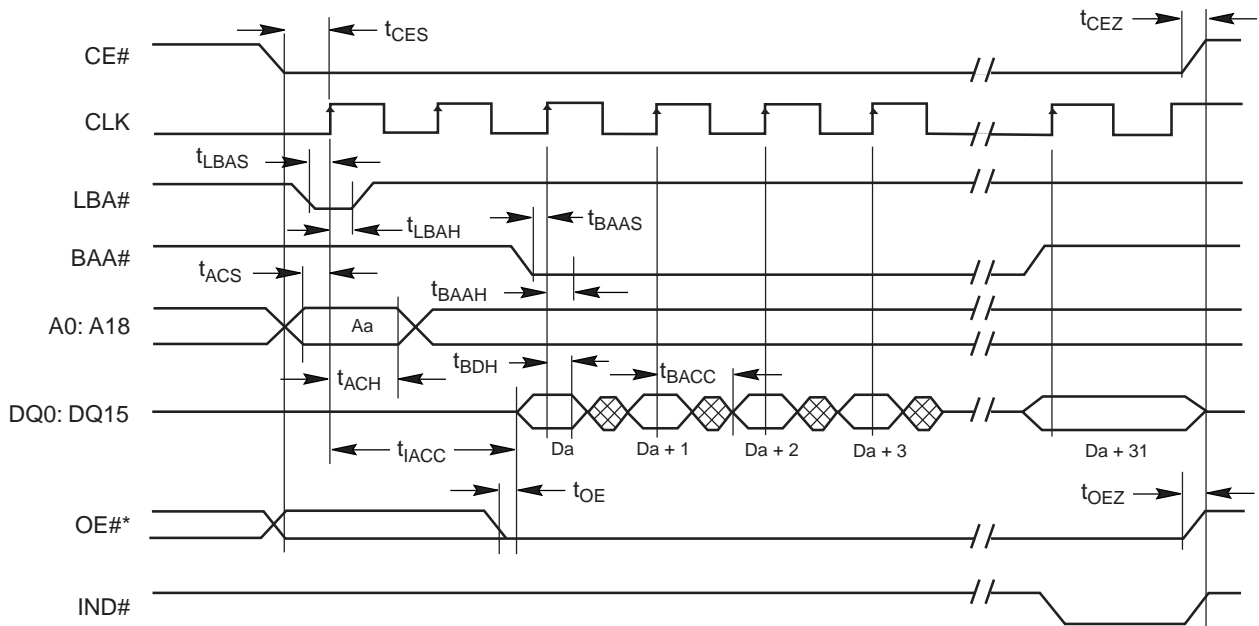 tCES
tCEZ
CE#
CLK
tLBAS
LBA#
tLBAH
tBAAS
BAA#
tACS
tBAAH
A0: A18
Aa
tACH
tBDH
tBACC
DQ0: DQ15
Da
Da + 1
Da + 2
Da + 3
Da + 31
tIACC
tOE
tOEZ
OE#*
IND#